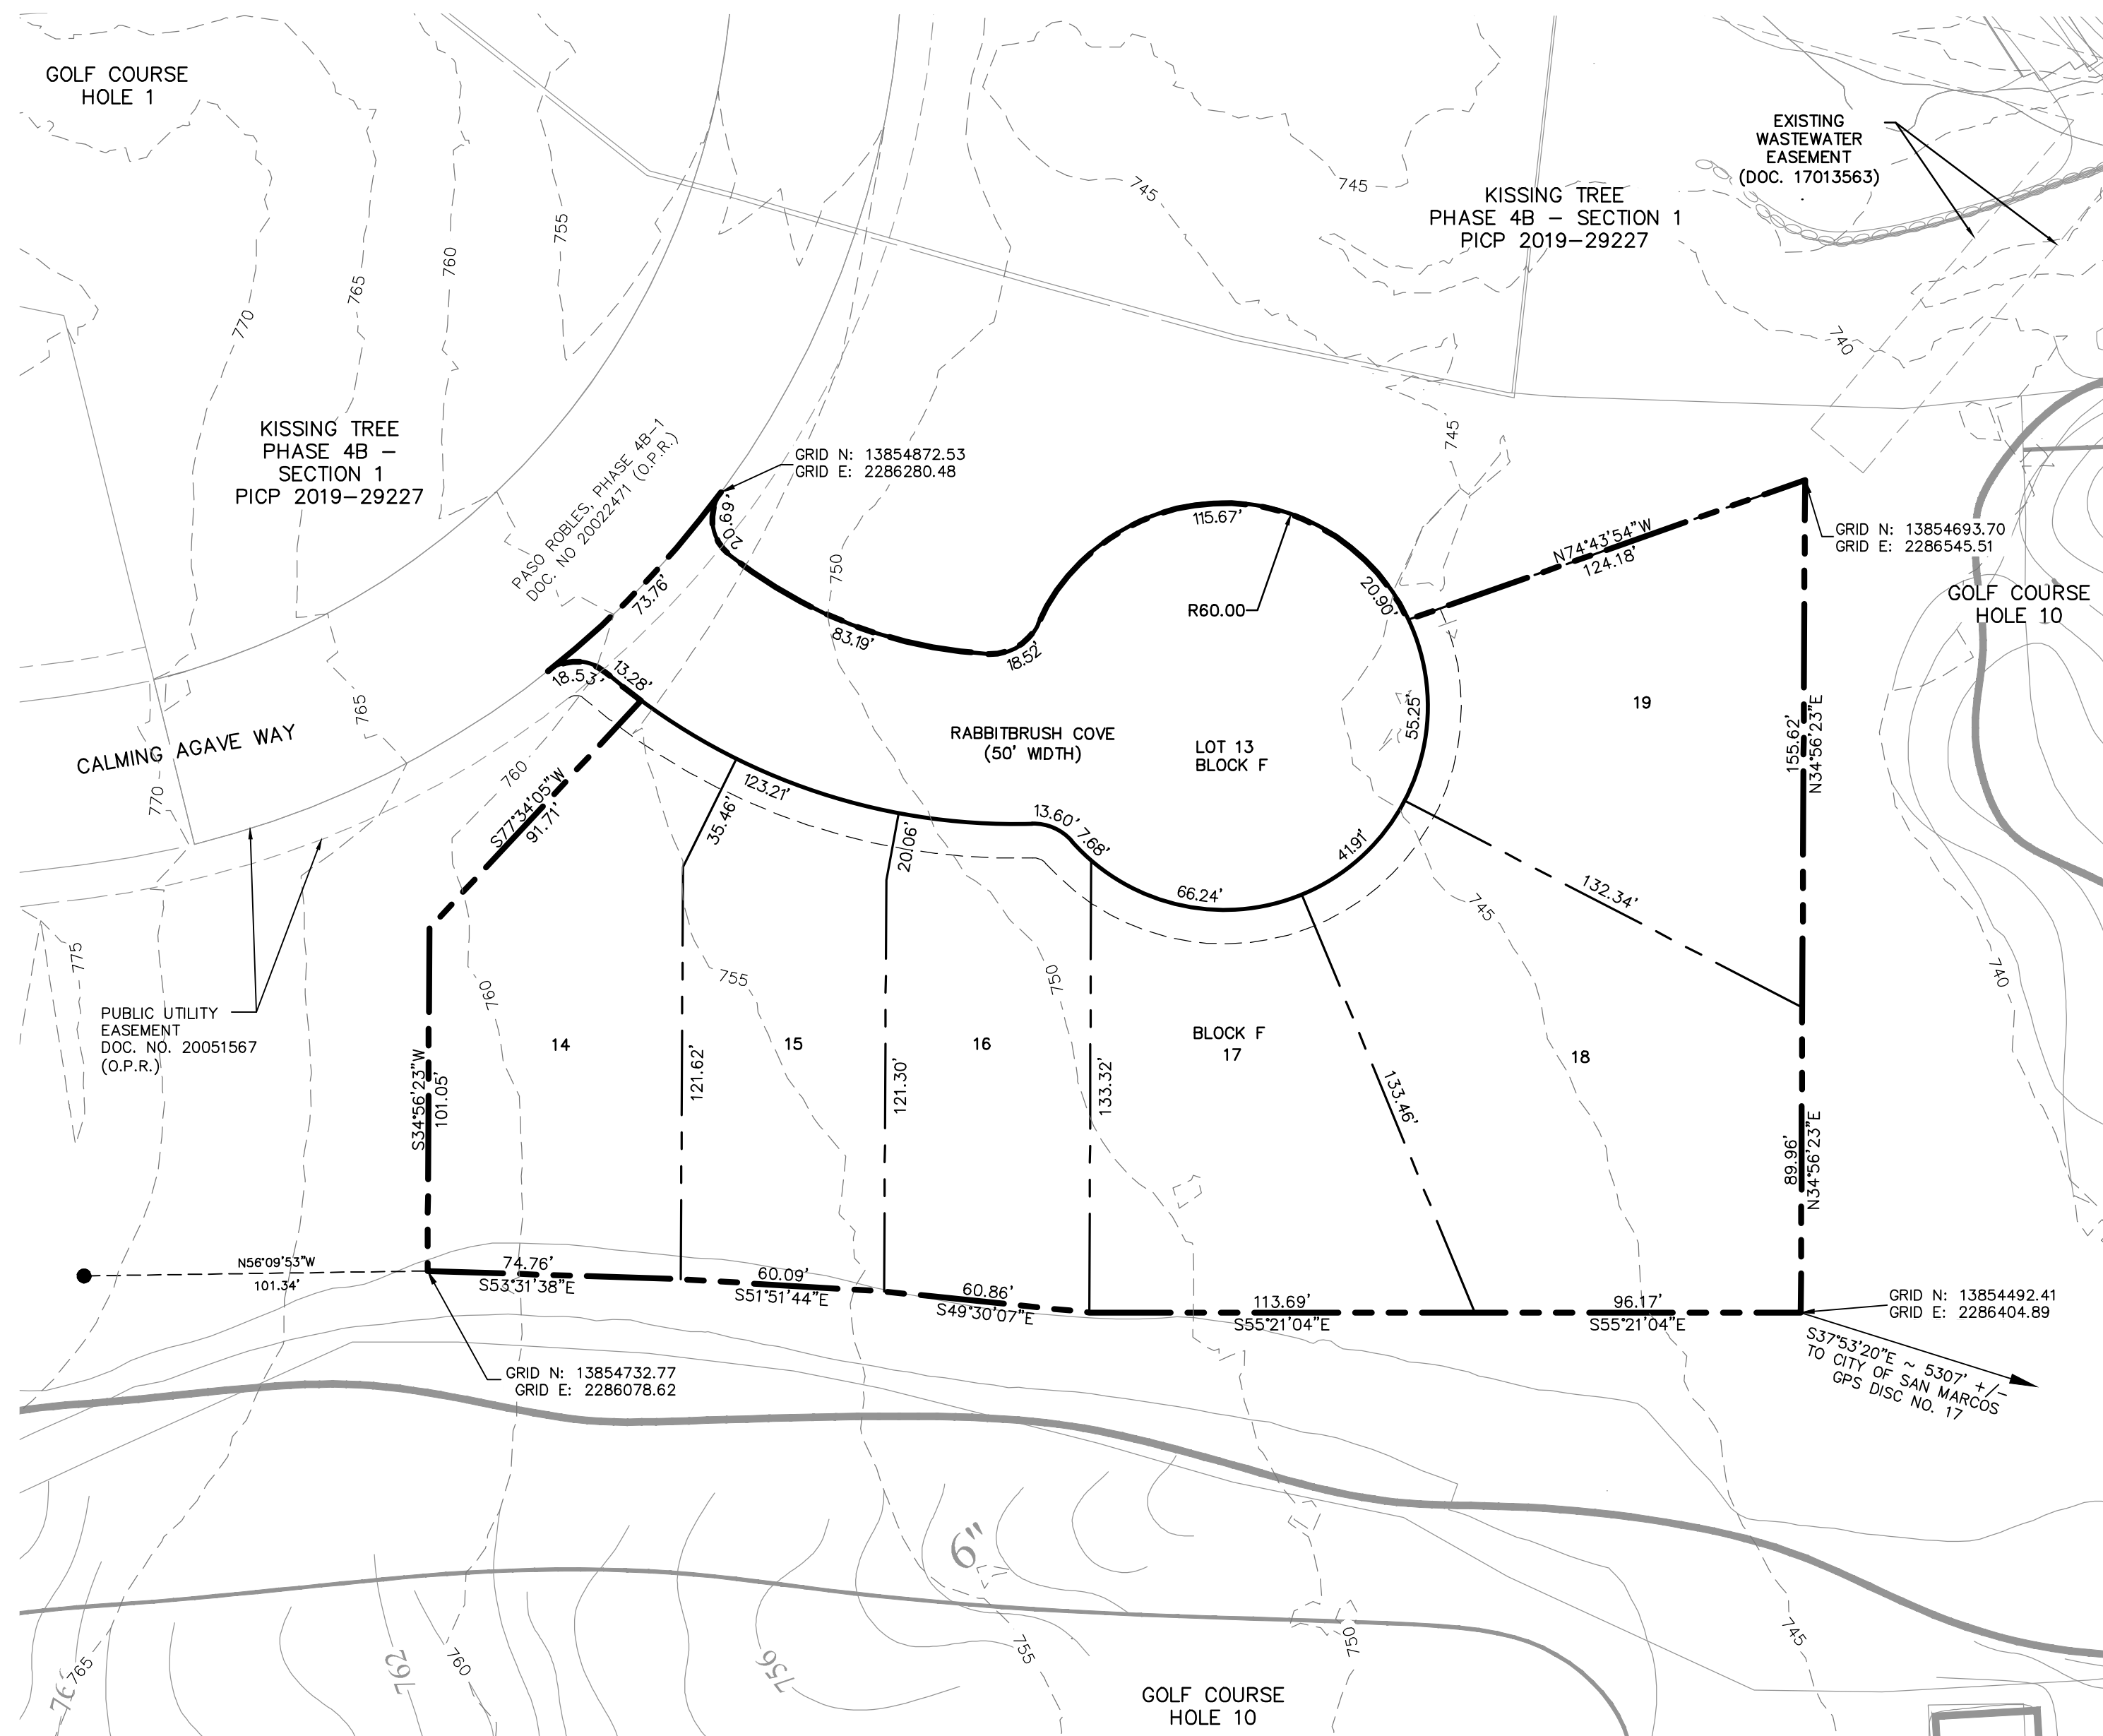 GOLF COURSE
HOLE 1
EXISTING
WASTEWATER
EASEMENT
(DOC. 17013563)
KISSING TREE
PHASE 4B – SECTION 1
PICP 2019–29227
745
745
755
760
765
770
740
KISSING TREE
PHASE 4B –
SECTION 1
PICP 2019–29227
PASO ROBLES, PHASE 4B–1
DOC. NO 20022471 (O.P.R.)
GRID N: 13854872.53
GRID E: 2286280.48
745
20.69'
73.76'
750
83.19'
18.52'
115.67'
R60.00
20.90'
N74°43'54"W
124.18'
GRID N: 13854693.70
GRID E: 2286545.51
GOLF COURSE
HOLE 10
18.53'
13.28'
765
CALMING AGAVE WAY
770
760
S77°34'05"W
91.71'
RABBITBRUSH COVE
(50' WIDTH)
LOT 13
BLOCK F
55.25'
19
155.62'
N34°56'23"E
35.46'
123.21'
20.06'
13.60'
7.68'
66.24'
41.91'
132.34'
745
775
760
755
750
740
PUBLIC UTILITY
EASEMENT
DOC. NO. 20051567
(O.P.R.)
14
15
16
BLOCK F
17
18
S34°56'23"W
101.05'
121.62'
121.30'
133.32'
133.46'
89.96'
N34°56'23"E
N56°09'53"W
101.34'
74.76'
S53°31'38"E
60.09'
S51°51'44"E
60.86'
S49°30'07"E
113.69'
S55°21'04"E
96.17'
S55°21'04"E
GRID N: 13854492.41
GRID E: 2286404.89
S37°53'20"E ~ 5307' +/–
TO CITY OF SAN MARCOS
GPS DISC NO. 17
GRID N: 13854732.77
GRID E: 2286078.62
6"
765
762
760
756
755
750
745
GOLF COURSE
HOLE 10